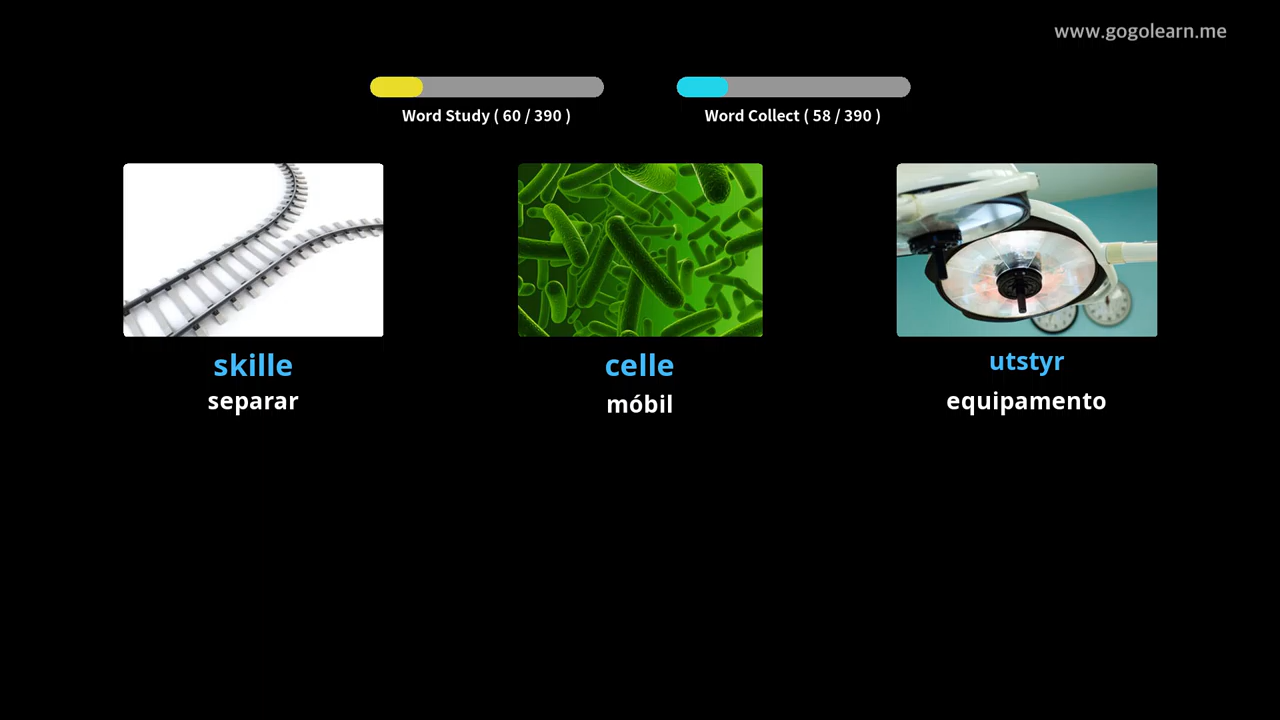 www.gogolearn.me
Word Study ( 60 / 390 )
Word Collect ( 58 / 390 )
skille
separar
celle
móbil
utstyr
equipamento